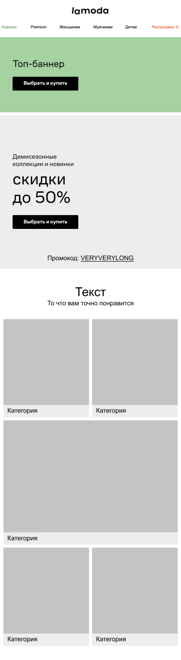 lamoda
Новинки Premium Женщинам Мужчинам Детям Распродажа %
Топ-баннер
Выбрать и купить
Демисезонные
коллекции и новинки
скидки
до 50%
Выбрать и купить
Промокод: VERYVERYLONG
Текст
То что вам точно понравится
Категория Категория
Категория
Категория Категория